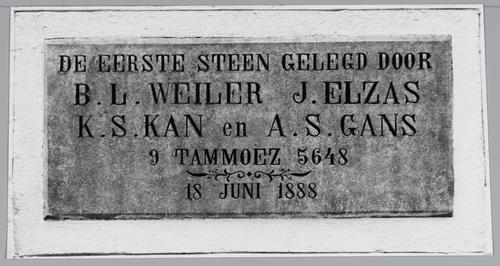 DE EERSTE STEEN GELEGD DOOR
B.L. WEILER J. ELZAS
K.S. KAN en A.S. GANS
9 TAMMOEZ 5648
18 JUNI 1888